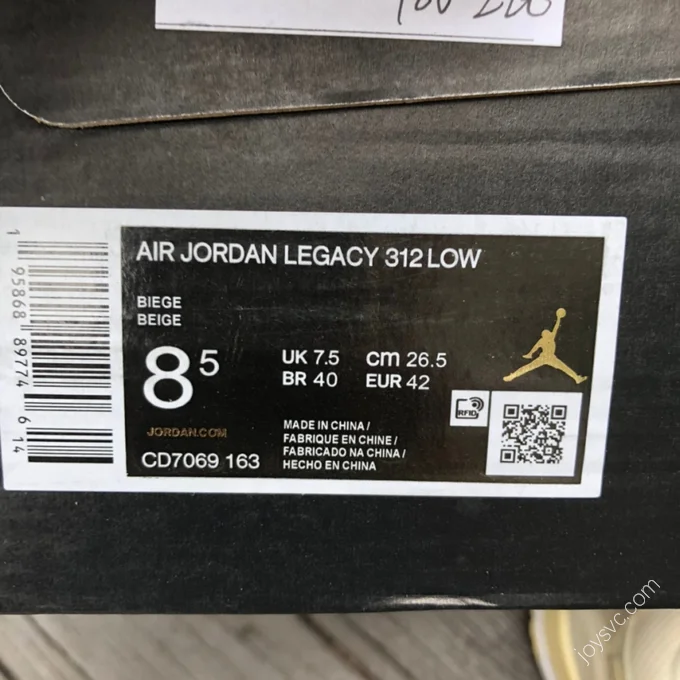 AIR JORDAN LEGACY 312 LOW
BIEGE
BEIGE
8 5
UK 7.5 cm 26.5
BR 40 EUR 42
JORDAN.COM
CD7069 163
MADE IN CHINA /
FABRIQUE EN CHINE /
FABRICADO NA CHINA /
HECHO EN CHINA
RFID
1 95868 89774 6 14
joysvc.com